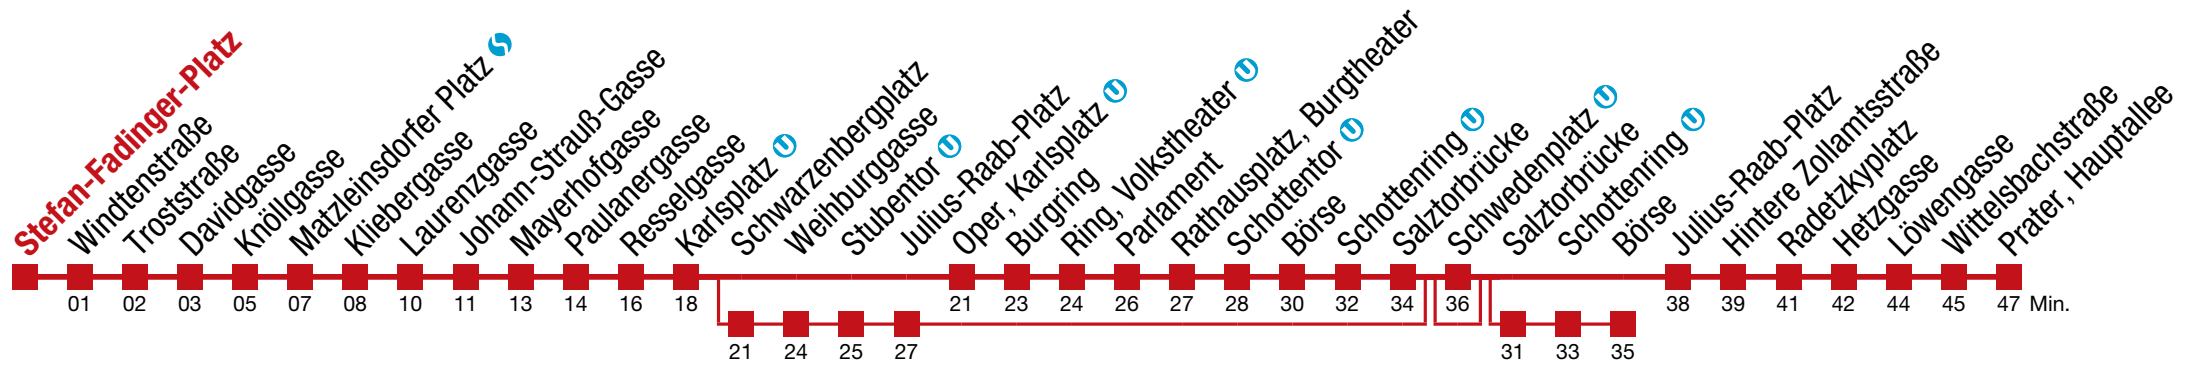 Stefan-Fadinger-Platz
Windtenstraße
Troststraße
Davidgasse
Knöllgasse
Matzleinsdorfer Platz
Kliebergasse
Laurenzgasse
Johann-Strauß-Gasse
Mayerhofgasse
Paulanergasse
Resselgasse
Karlsplatz
Schwarzenbergplatz
Weihburggasse
Stubentor
Julius-Raab-Platz
Oper, Karlsplatz
Burgring
Ring, Volkstheater
Parlament
Rathausplatz, Burgtheater
Schottentor
Börse
Schottenring
Salztorbrücke
Schwedenplatz
Salztorbrücke
Schottenring
Börse
Julius-Raab-Platz
Hintere Zollamtsstraße
Radetzkyplatz
Hetzgasse
Löwengasse
Wittelsbachstraße
Prater, Hauptallee
01 02 03 05 07 08 10 11 13 14 16 18 21 23 24 26 27 28 30 32 34 36 38 39 41 42 44 45 47 Min.
21 24 25 27 31 33 35